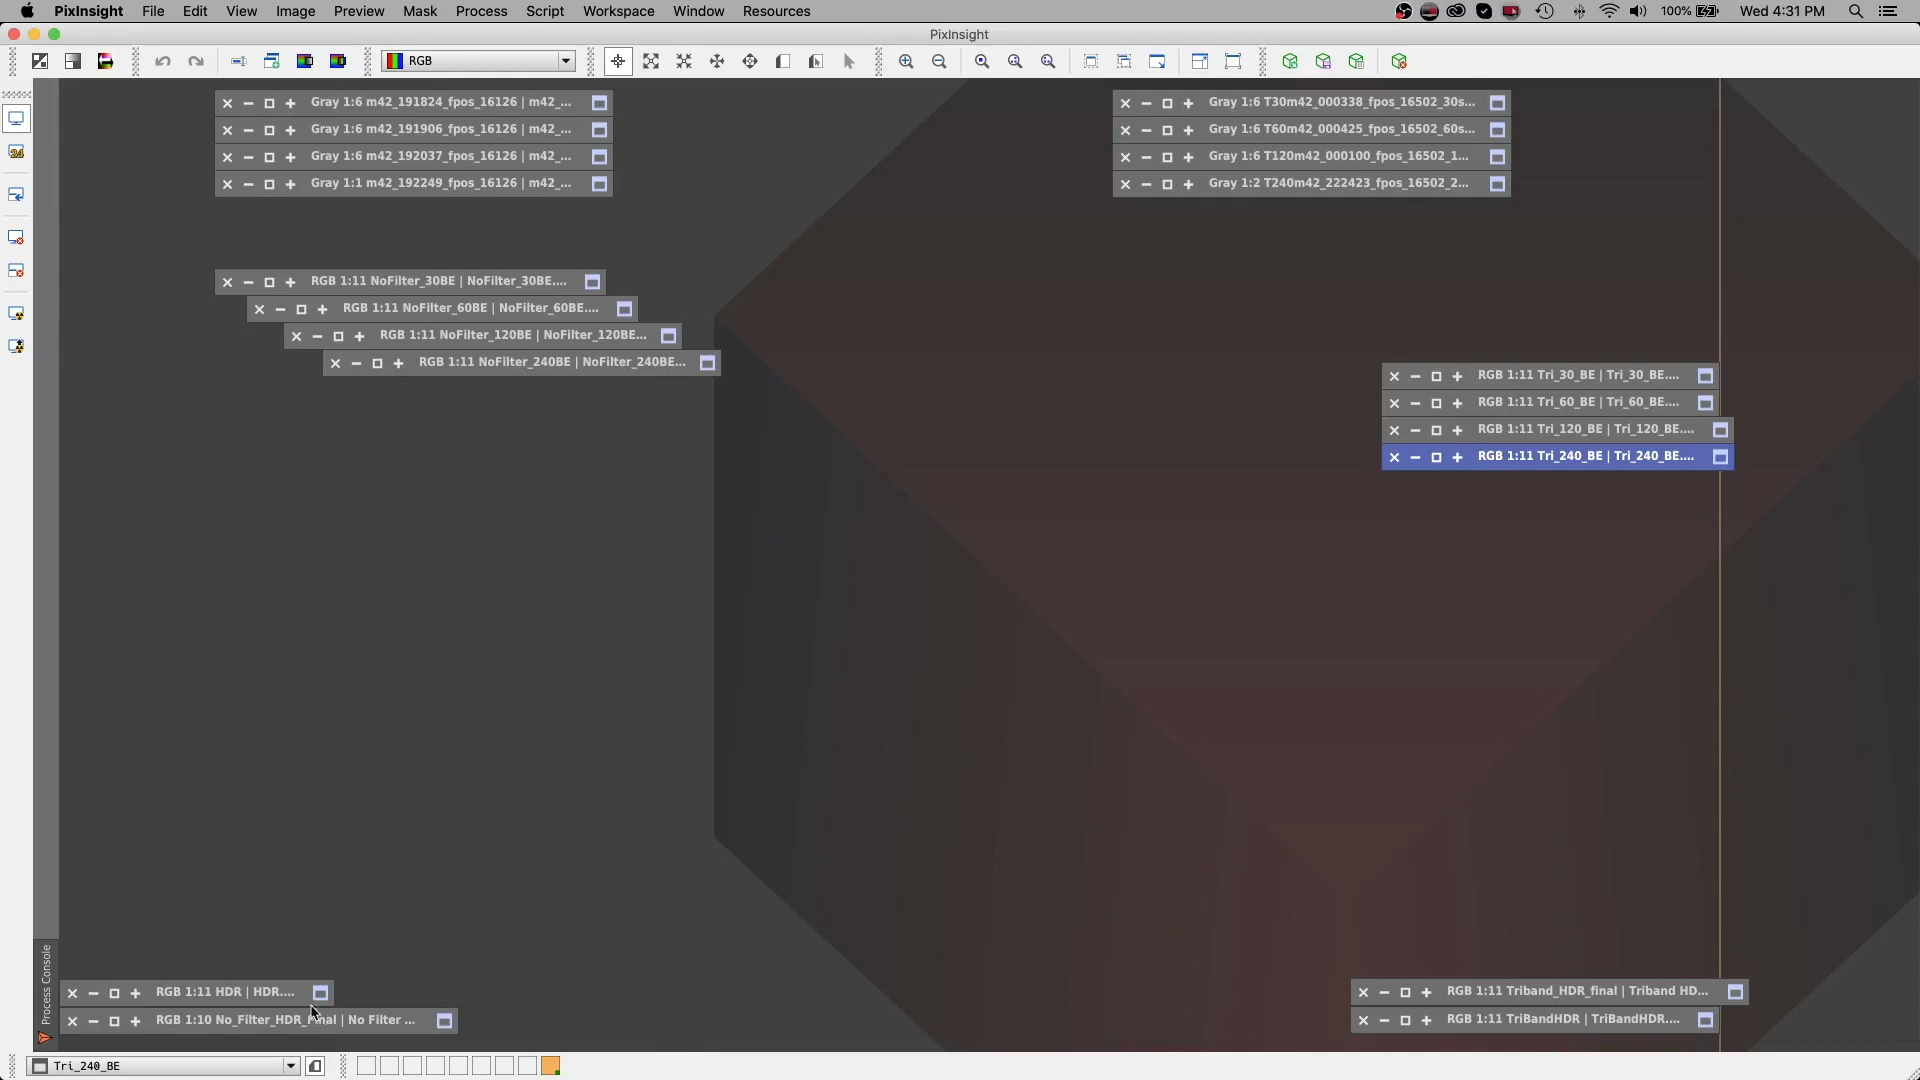 PixInsight File Edit View Image Preview Mask Process Script Workspace Window Resources 100% Wed 4:31 PM
PixInsight
RGB
Gray 1:6 m42_191824_fpos_16126 | m42_...
Gray 1:6 m42_191906_fpos_16126 | m42_...
Gray 1:6 m42_192037_fpos_16126 | m42_...
Gray 1:1 m42_192249_fpos_16126 | m42_...
Gray 1:6 T30m42_000338_fpos_16502_30s...
Gray 1:6 T60m42_000425_fpos_16502_60s...
Gray 1:6 T120m42_000100_fpos_16502_1...
Gray 1:2 T240m42_222423_fpos_16502_2...
RGB 1:11 NoFilter_30BE | NoFilter_30BE....
RGB 1:11 NoFilter_60BE | NoFilter_60BE....
RGB 1:11 NoFilter_120BE | NoFilter_120BE...
RGB 1:11 NoFilter_240BE | NoFilter_240BE...
RGB 1:11 Tri_30_BE | Tri_30_BE....
RGB 1:11 Tri_60_BE | Tri_60_BE....
RGB 1:11 Tri_120_BE | Tri_120_BE....
RGB 1:11 Tri_240_BE | Tri_240_BE....
Process Console
RGB 1:11 HDR | HDR....
RGB 1:10 No_Filter_HDR_Final | No Filter ...
RGB 1:11 Triband_HDR_final | Triband HD...
RGB 1:11 TriBandHDR | TriBandHDR....
Tri_240_BE